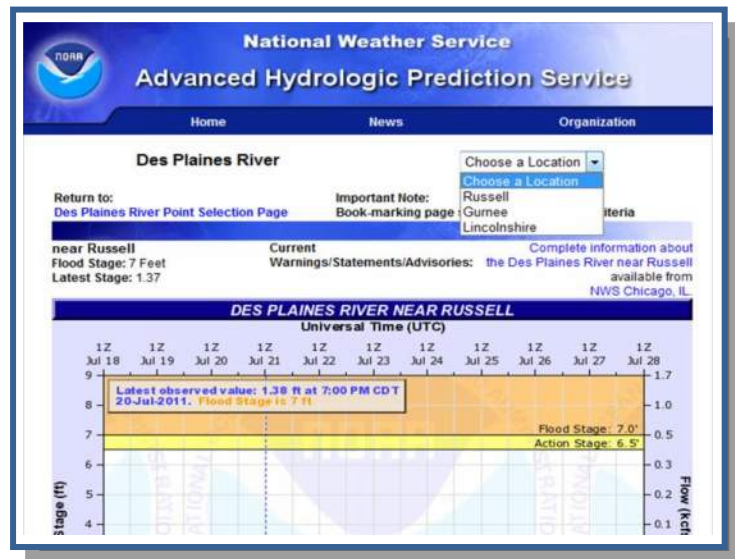 NOAA
National Weather Service
Advanced Hydrologic Prediction Service
Home News Organization
Des Plaines River
Choose a Location
Choose a Location
Russell
Gurnee
Lincolnshire
Return to:
Des Plaines River Point Selection Page
Important Note:
Book-marking page iteria
near Russell
Flood Stage: 7 Feet
Latest Stage: 1.37
Current
Warnings/Statements/Advisories:
Complete information about
the Des Plaines River near Russell
available from
NWS Chicago, IL.
DES PLAINES RIVER NEAR RUSSELL
Universal Time (UTC)
1Z 1Z 1Z 1Z 1Z 1Z 1Z 1Z 1Z 1Z 1Z
Jul 18 Jul 19 Jul 20 Jul 21 Jul 22 Jul 23 Jul 24 Jul 25 Jul 26 Jul 27 Jul 28
9 1.7
Latest observed value: 1.38 ft at 7:00 PM CDT
20-Jul-2011. Flood Stage is 7 ft
8 1.0
Flood Stage: 7.0'
7 0.5
Action Stage: 6.5'
6 0.3
5 0.2
4 0.1
Stage (ft)
Flow (kcfs